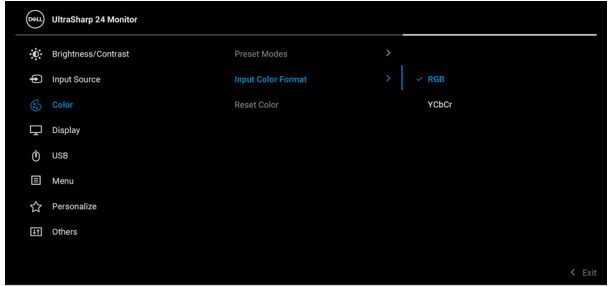 DELL UltraSharp 24 Monitor
Brightness/Contrast Preset Modes
Input Source Input Color Format RGB
Color Reset Color YCbCr
Display
USB
Menu
Personalize
Others
Exit